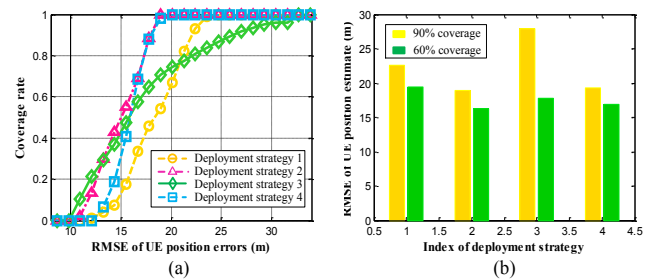 Coverage rate
1
0.8
0.6
0.4
0.2
0
10
15
20
25
30
RMSE of UE position errors (m)
Deployment strategy 1
Deployment strategy 2
Deployment strategy 3
Deployment strategy 4
(a)
RMSE of UE position estimate (m)
30
25
20
15
10
5
0
0.5
1
1.5
2
2.5
3
3.5
4
4.5
90% coverage
60% coverage
Index of deployment strategy
(b)